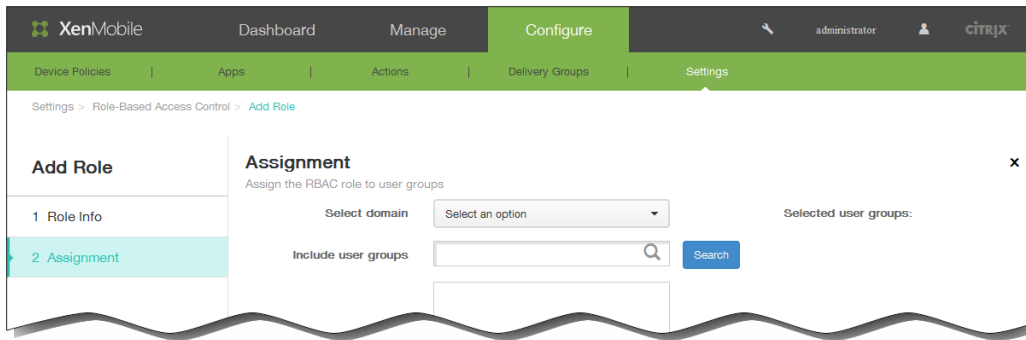 XenMobile Dashboard Manage Configure administrator CİTRIX
Device Policies | Apps | Actions | Delivery Groups | Settings
Settings > Role-Based Access Control > Add Role
Add Role
1 Role Info
2 Assignment
Assignment x
Assign the RBAC role to user groups
Select domain Select an option Selected user groups:
Include user groups Search